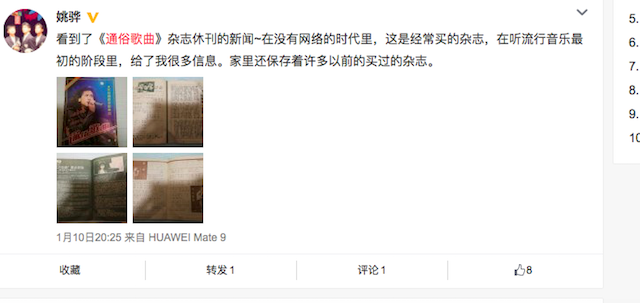 姚骅
看到了《通俗歌曲》杂志休刊的新闻~在没有网络的时代里，这是经常买的杂志，在听流行音乐最
初的阶段里，给了我很多信息。家里还保存着许多以前的买过的杂志。
1月10日20:25 来自 HUAWEI Mate 9
收藏
转发 1
评论 1
8
5.
6.
7.
8.
9.
10